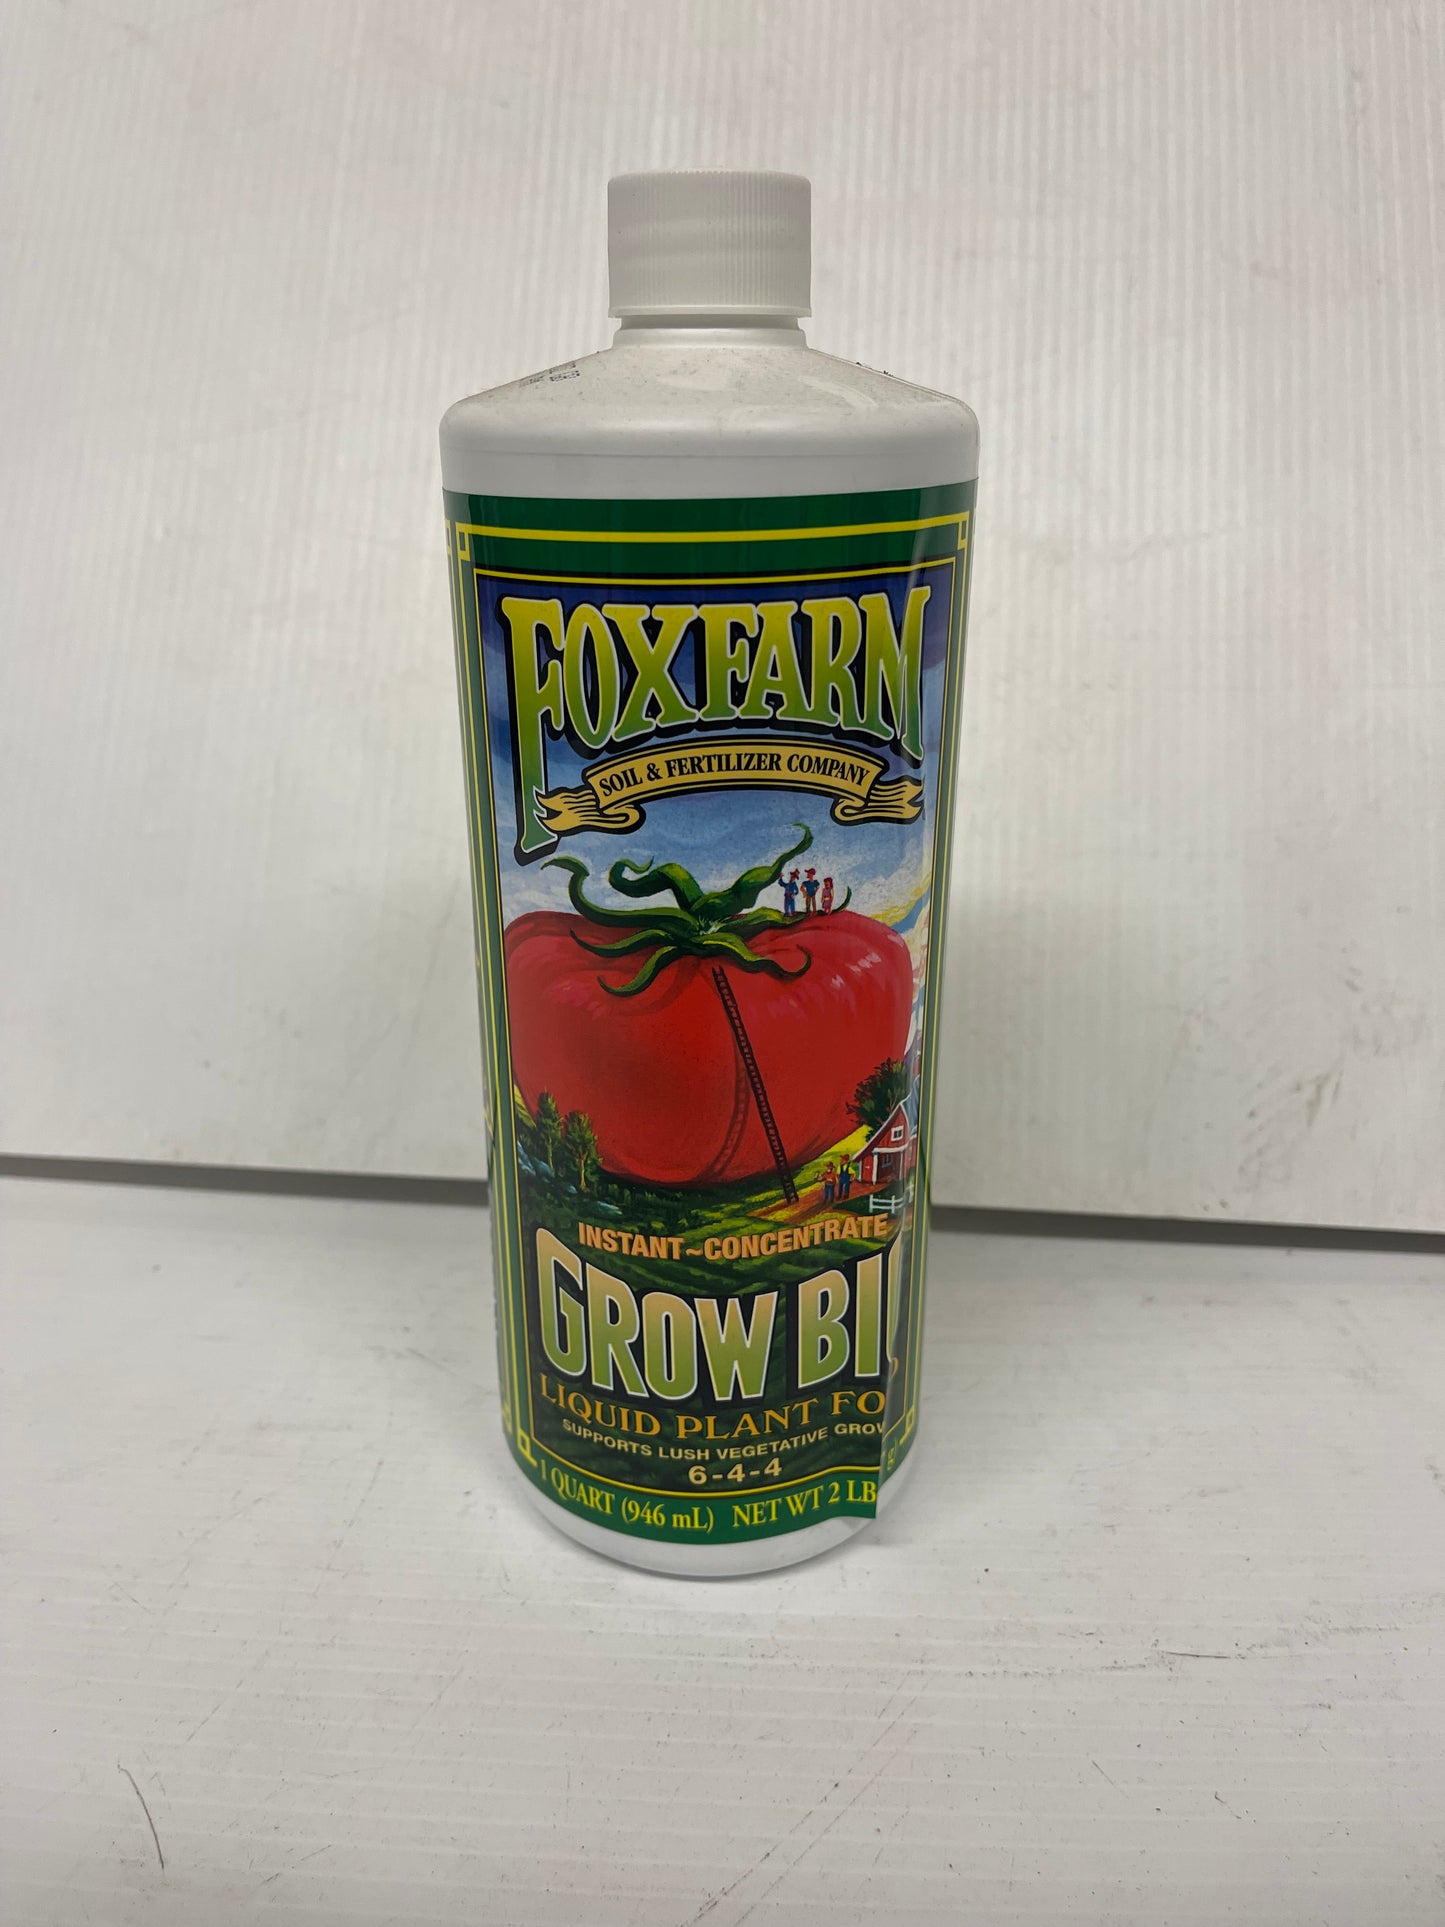 FOXFARM
SOIL & FERTILIZER COMPANY
INSTANT~CONCENTRATE
GROW BI
LIQUID PLANT FO
SUPPORTS LUSH VEGETATIVE GROW
6-4-4
1 QUART (946 mL) NET WT 2 LB